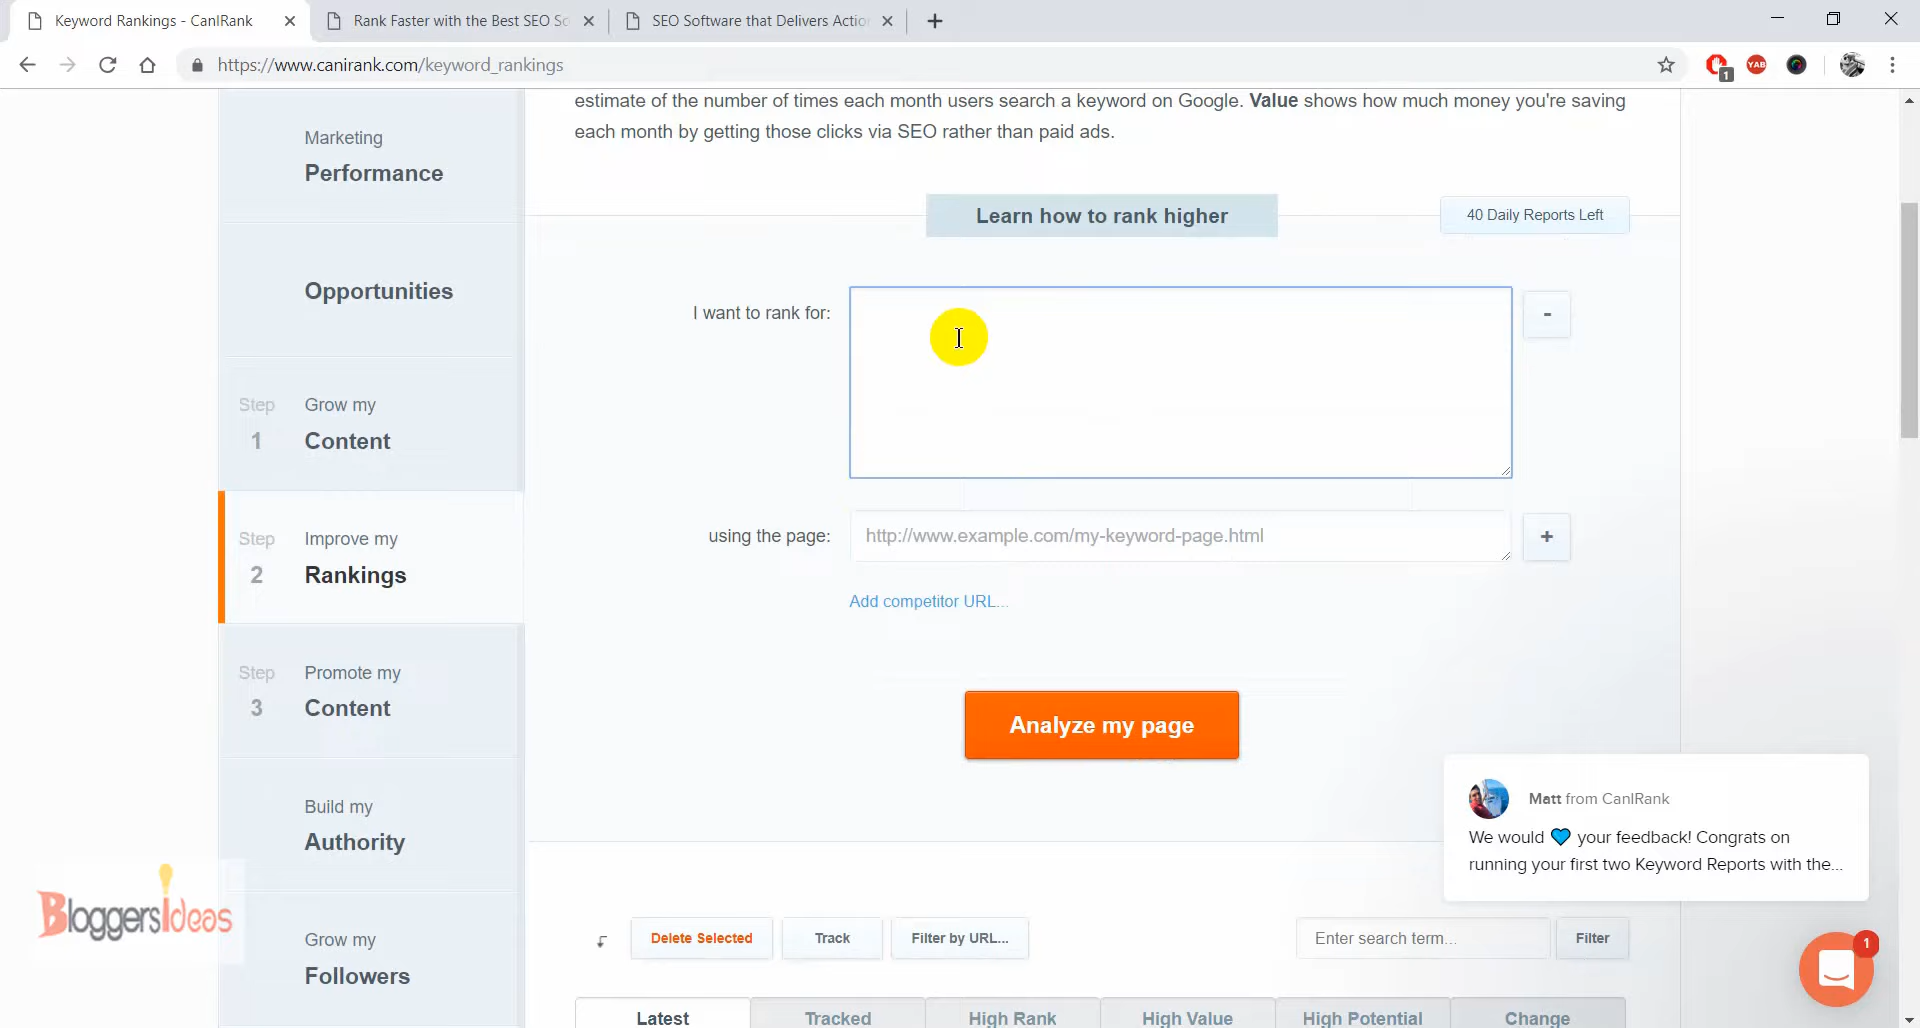 Keyword Rankings - CanIRank
Rank Faster with the Best SEO So
SEO Software that Delivers Action
https://www.canirank.com/keyword_rankings
1
YAB
estimate of the number of times each month users search a keyword on Google. Value shows how much money you're saving
each month by getting those clicks via SEO rather than paid ads.
Marketing
Performance
Opportunities
Step 1
Grow my
Content
Step 2
Improve my
Rankings
Step 3
Promote my
Content
Build my
Authority
Grow my
Followers
Learn how to rank higher
40 Daily Reports Left
I want to rank for:
-
using the page:
http://www.example.com/my-keyword-page.html
+
Add competitor URL...
Analyze my page
Matt from CanIRank
We would 💙 your feedback! Congrats on
running your first two Keyword Reports with the...
1
BloggersIdeas
Delete Selected
Track
Filter by URL...
Enter search term...
Filter
Latest
Tracked
High Rank
High Value
High Potential
Change